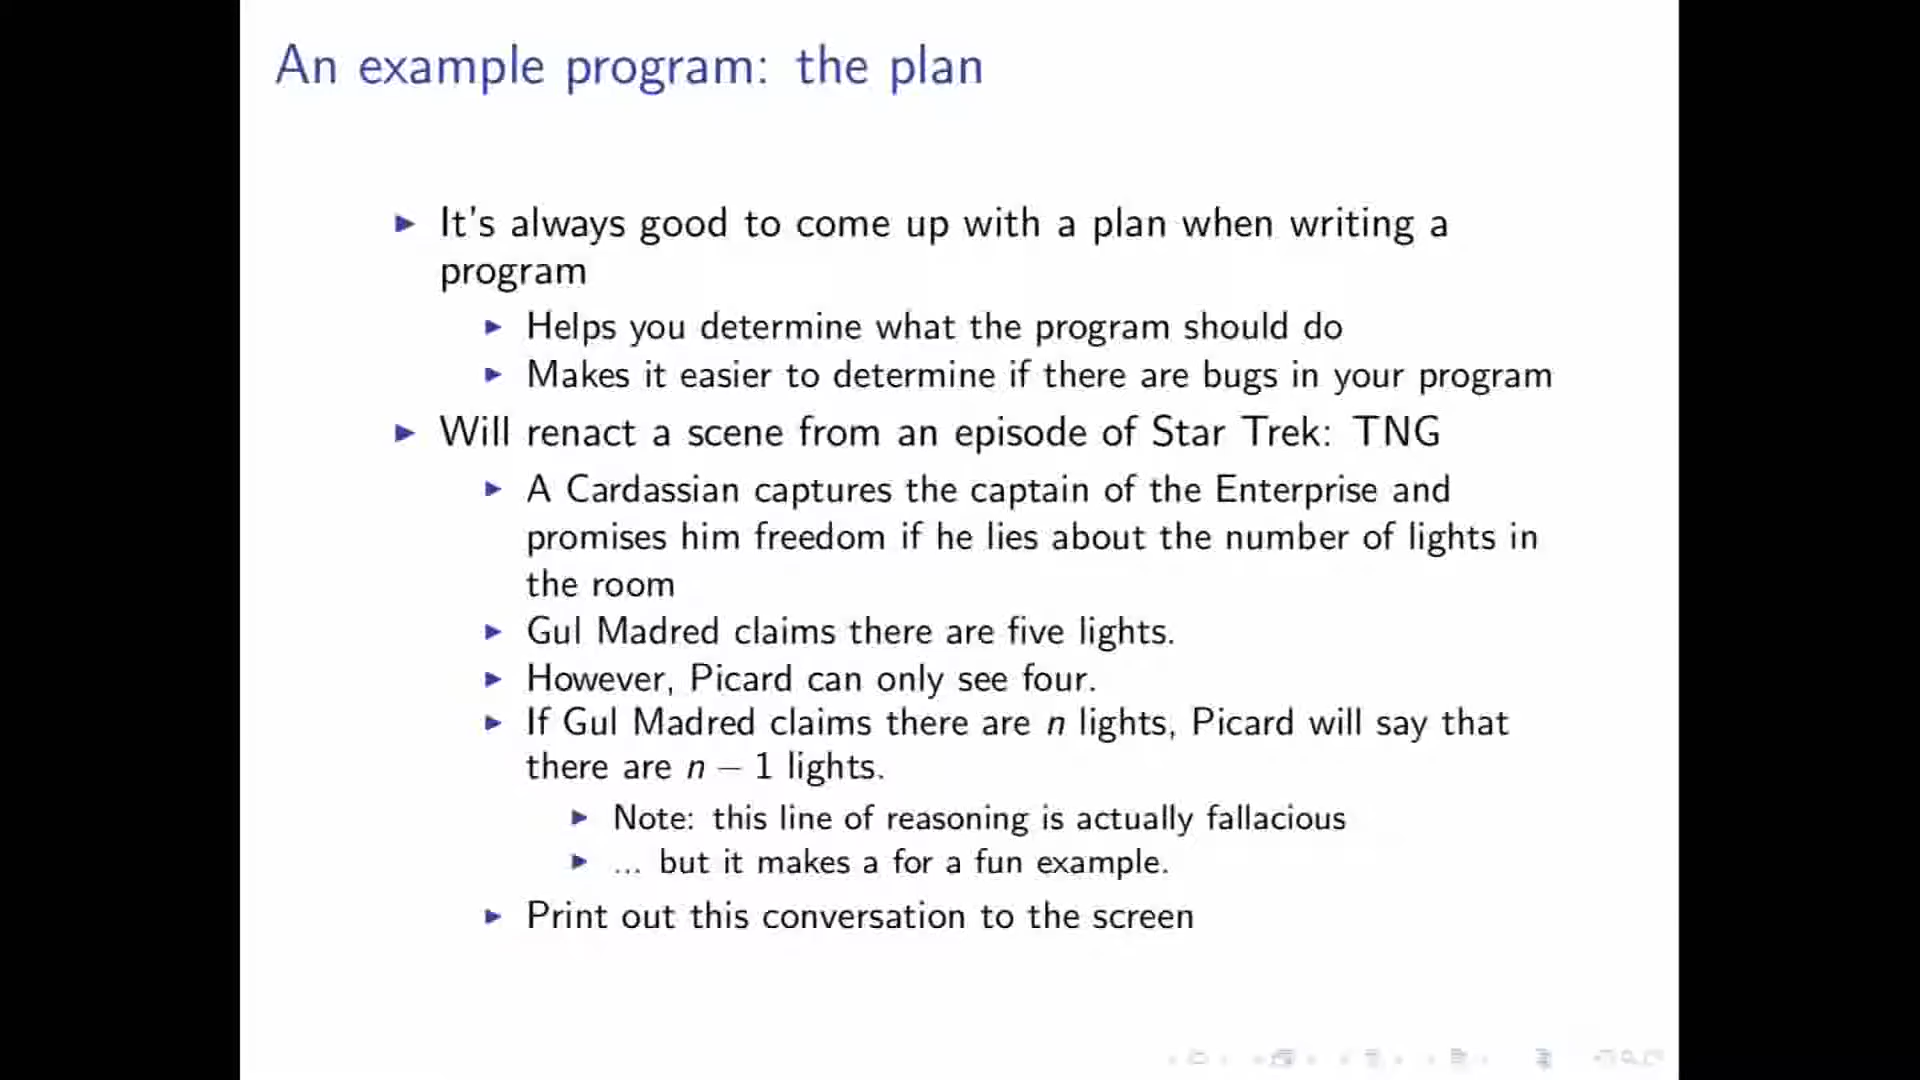 An example program: the plan
It's always good to come up with a plan when writing a
program
Helps you determine what the program should do
Makes it easier to determine if there are bugs in your program
Will renact a scene from an episode of Star Trek: TNG
A Cardassian captures the captain of the Enterprise and
promises him freedom if he lies about the number of lights in
the room
Gul Madred claims there are five lights.
However, Picard can only see four.
If Gul Madred claims there are n lights, Picard will say that
there are n − 1 lights.
Note: this line of reasoning is actually fallacious
... but it makes a for a fun example.
Print out this conversation to the screen